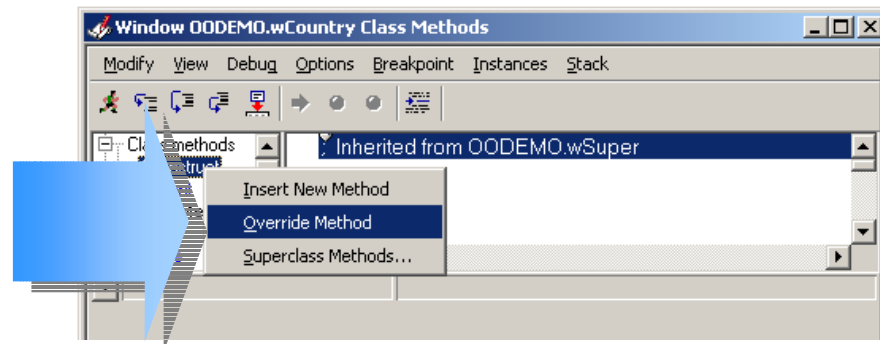 Window OODEMO.wCountry Class Methods
Modify View Debug Options Breakpoint Instances Stack
Inherited from OODEMO.wSuper
Insert New Method
Override Method
Superclass Methods...